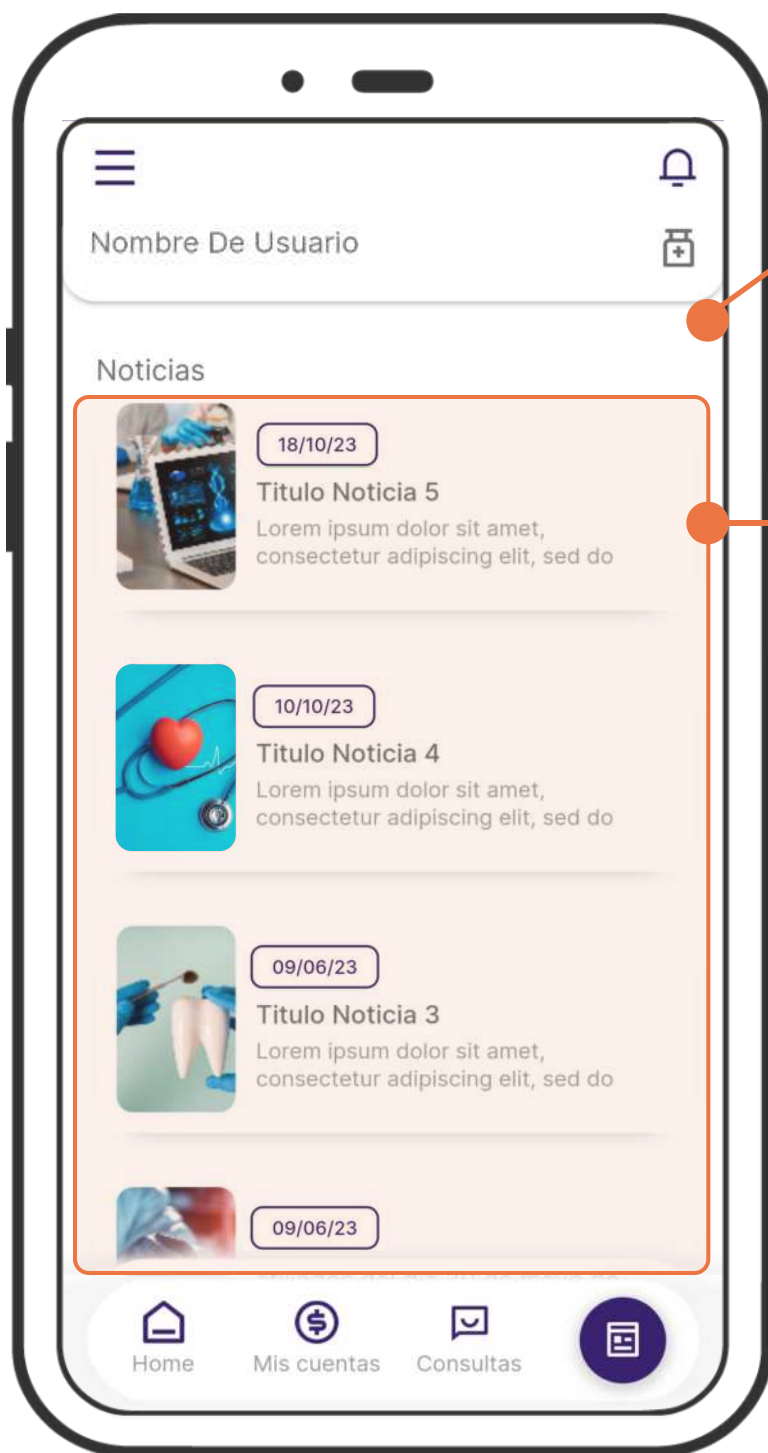 Nombre De Usuario
Noticias
18/10/23
Titulo Noticia 5
Lorem ipsum dolor sit amet,
consectetur adipiscing elit, sed do
10/10/23
Titulo Noticia 4
Lorem ipsum dolor sit amet,
consectetur adipiscing elit, sed do
09/06/23
Titulo Noticia 3
Lorem ipsum dolor sit amet,
consectetur adipiscing elit, sed do
09/06/23
Home
Mis cuentas
Consultas